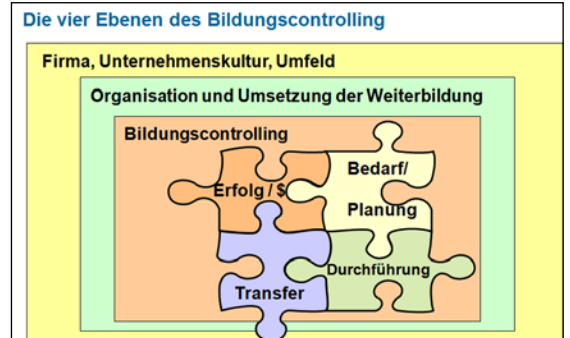 Die vier Ebenen des Bildungscontrolling
Firma, Unternehmenskultur, Umfeld
Organisation und Umsetzung der Weiterbildung
Bildungscontrolling
Erfolg / $
Bedarf/
Planung
Transfer
Durchführung